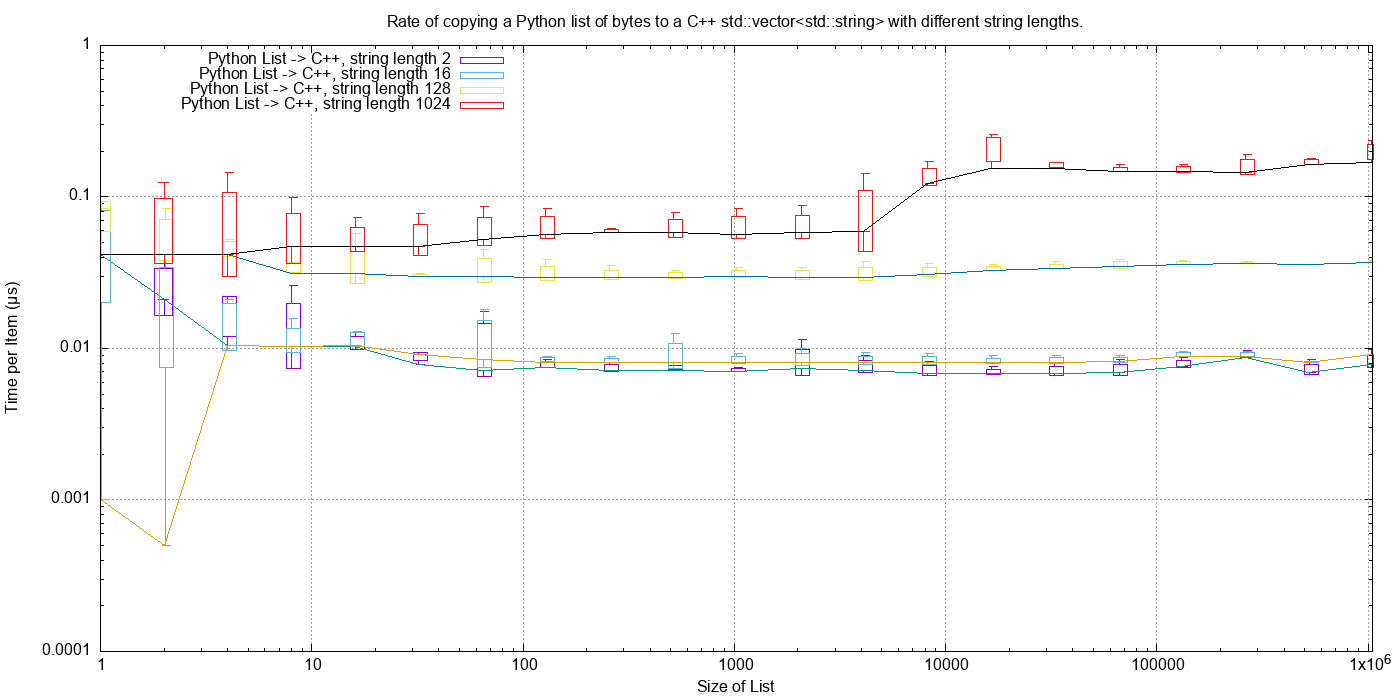 Rate of copying a Python list of bytes to a C++ std::vector<std::string> with different string lengths.
Python List -> C++, string length 2
Python List -> C++, string length 16
Python List -> C++, string length 128
Python List -> C++, string length 1024
Time per Item (µs)
1
0.1
0.01
0.001
0.0001
1 10 100 1000 10000 100000 1x10⁶
Size of List